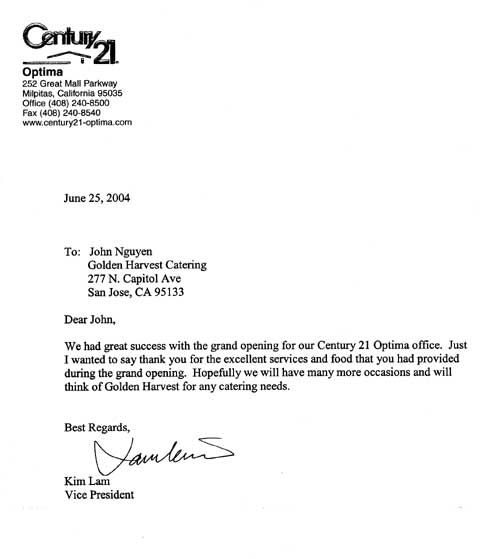 Century 21
Optima
252 Great Mall Parkway
Milpitas, California 95035
Office (408) 240-8500
Fax (408) 240-8540
www.century21-optima.com
June 25, 2004
To: John Nguyen
Golden Harvest Catering
277 N. Capitol Ave
San Jose, CA 95133
Dear John,
We had great success with the grand opening for our Century 21 Optima office. Just
I wanted to say thank you for the excellent services and food that you had provided
during the grand opening. Hopefully we will have many more occasions and will
think of Golden Harvest for any catering needs.
Best Regards,
Kim Lam
Vice President